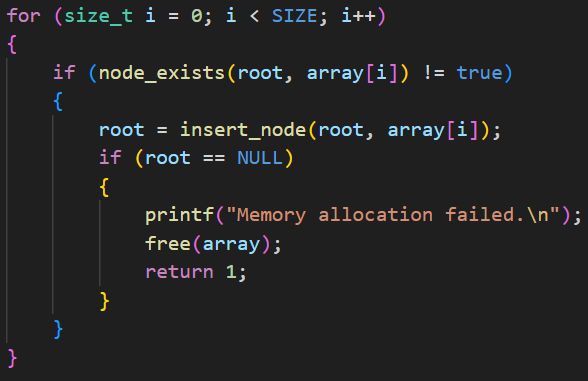 for (size_t i = 0; i < SIZE; i++)
{
    if (node_exists(root, array[i]) != true)
    {
        root = insert_node(root, array[i]);
        if (root == NULL)
        {
            printf("Memory allocation failed.\n");
            free(array);
            return 1;
        }
    }
}